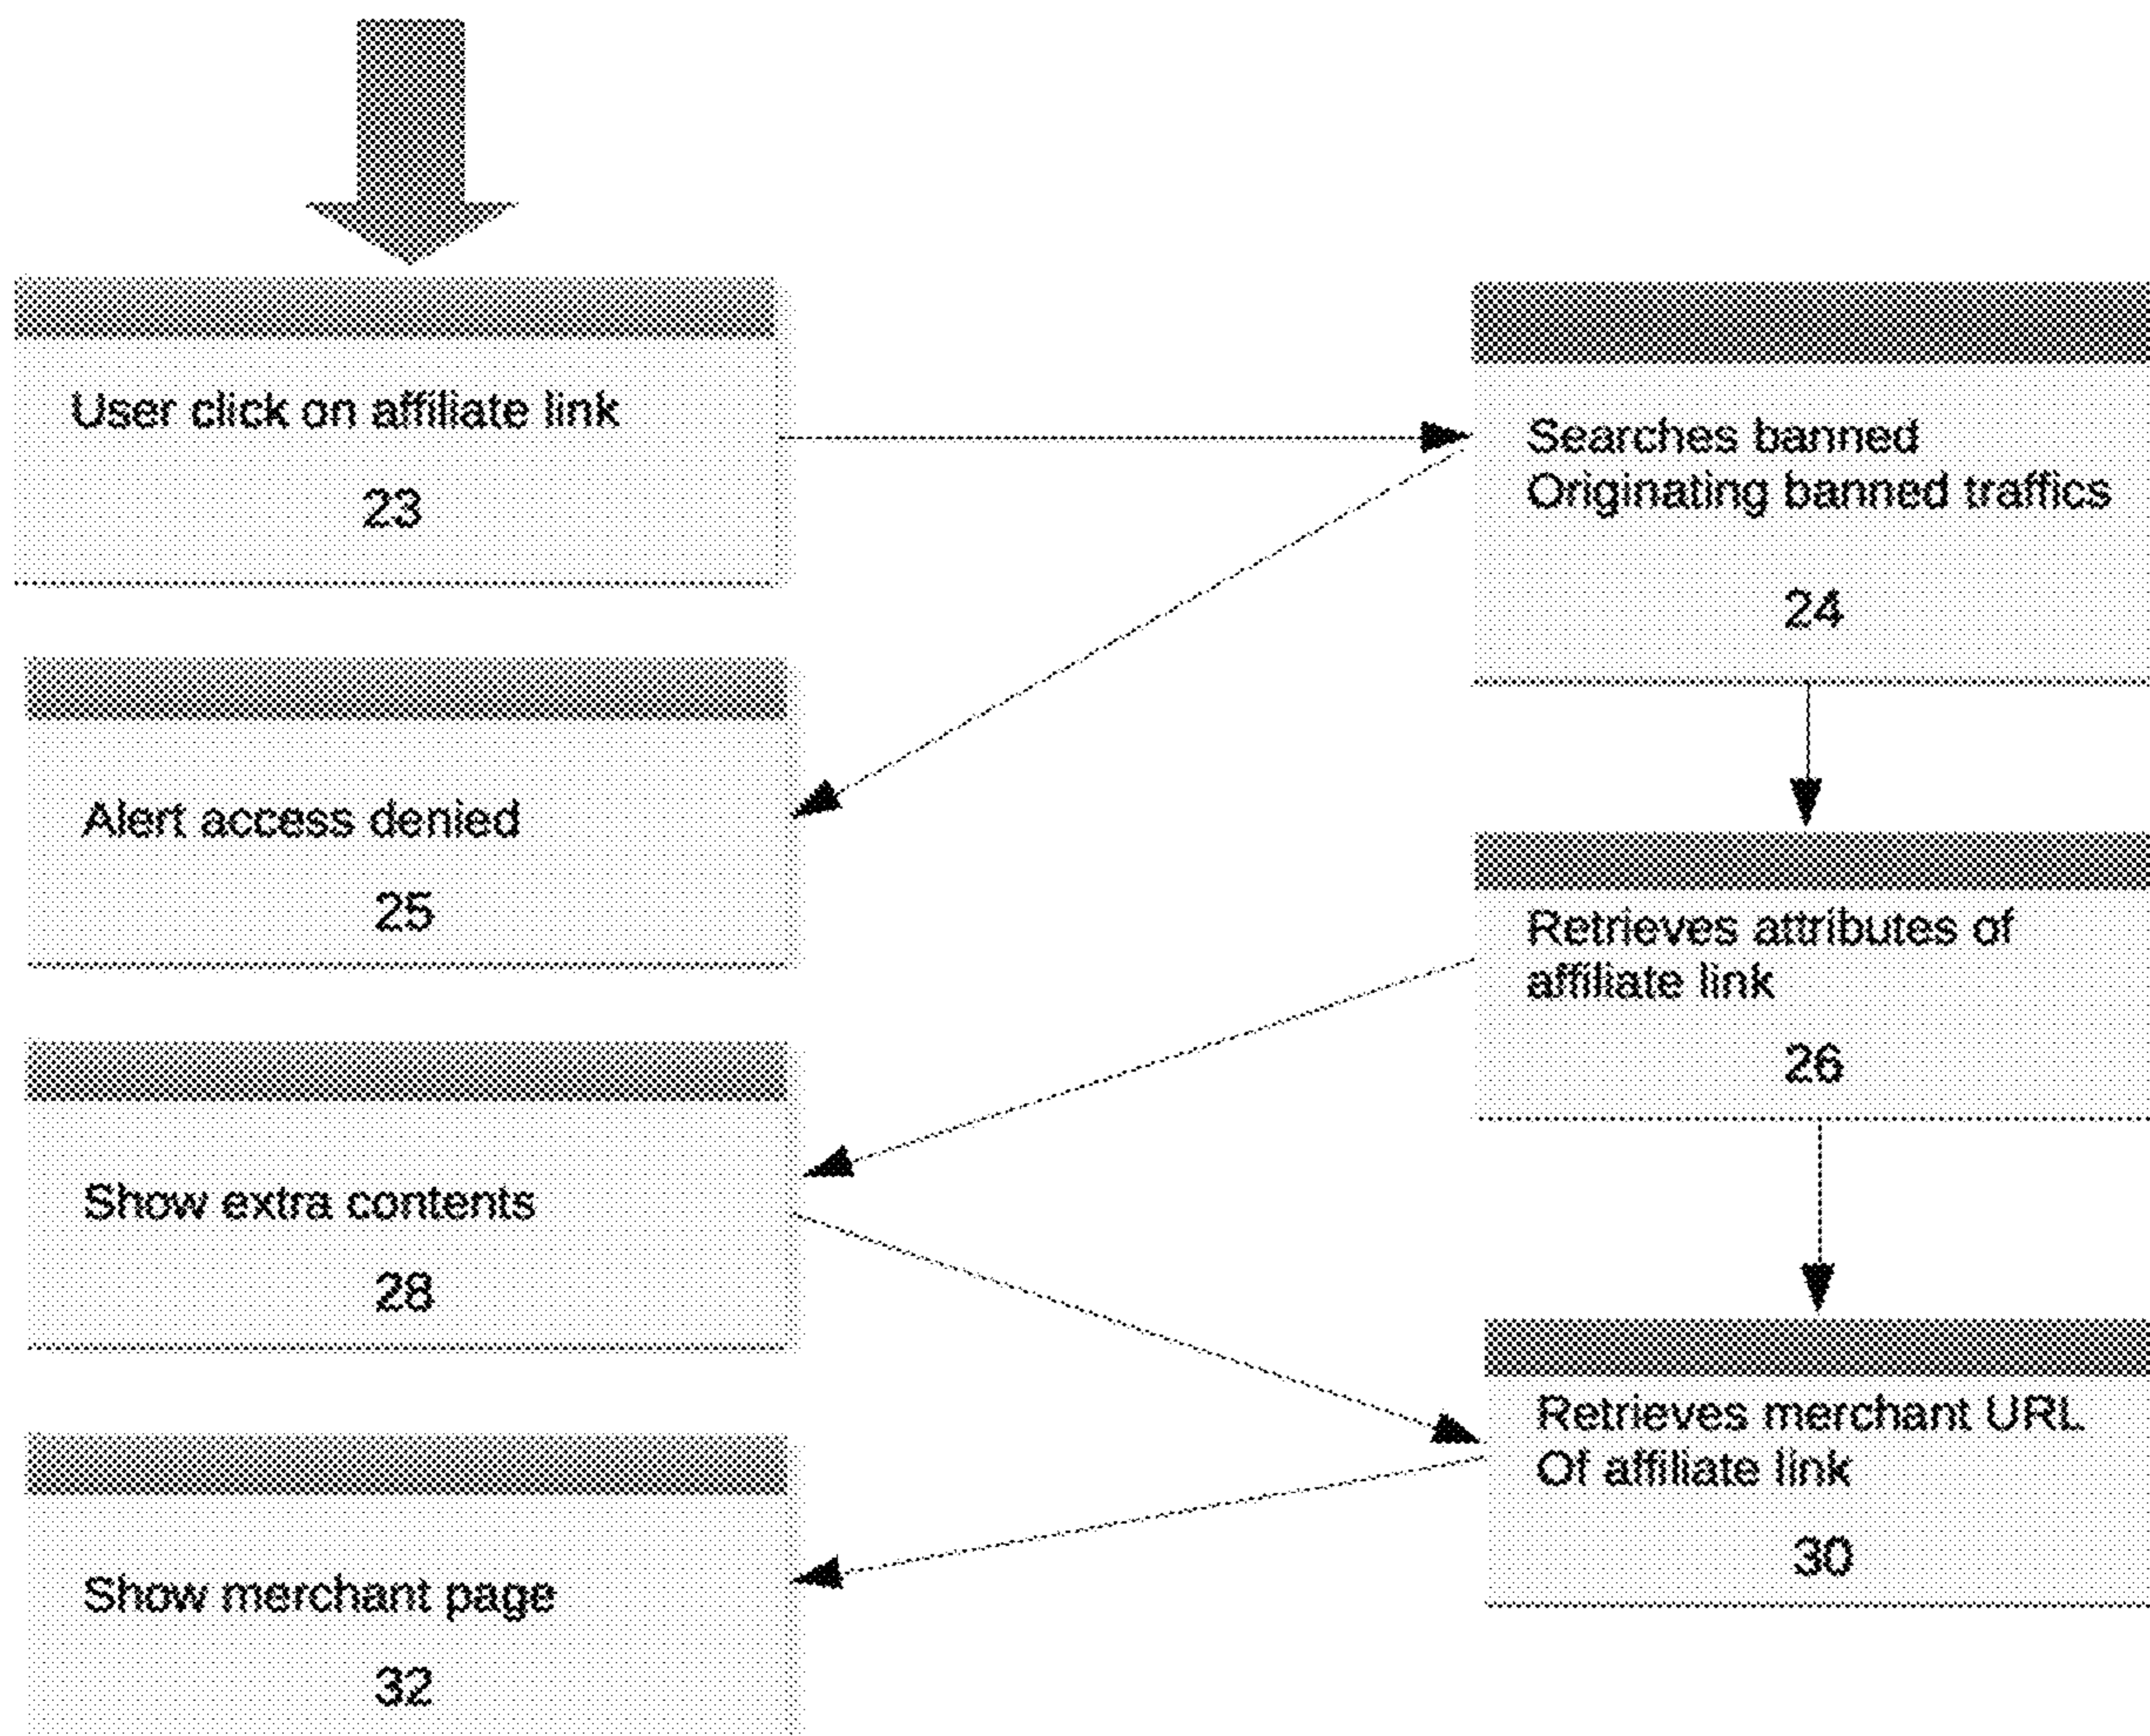 User click on affiliate link
23
Searches banned
Originating banned traffics
24
Alert access denied
25
Retrieves attributes of
affiliate link
26
Show extra contents
28
Retrieves merchant URL
Of affiliate link
30
Show merchant page
32